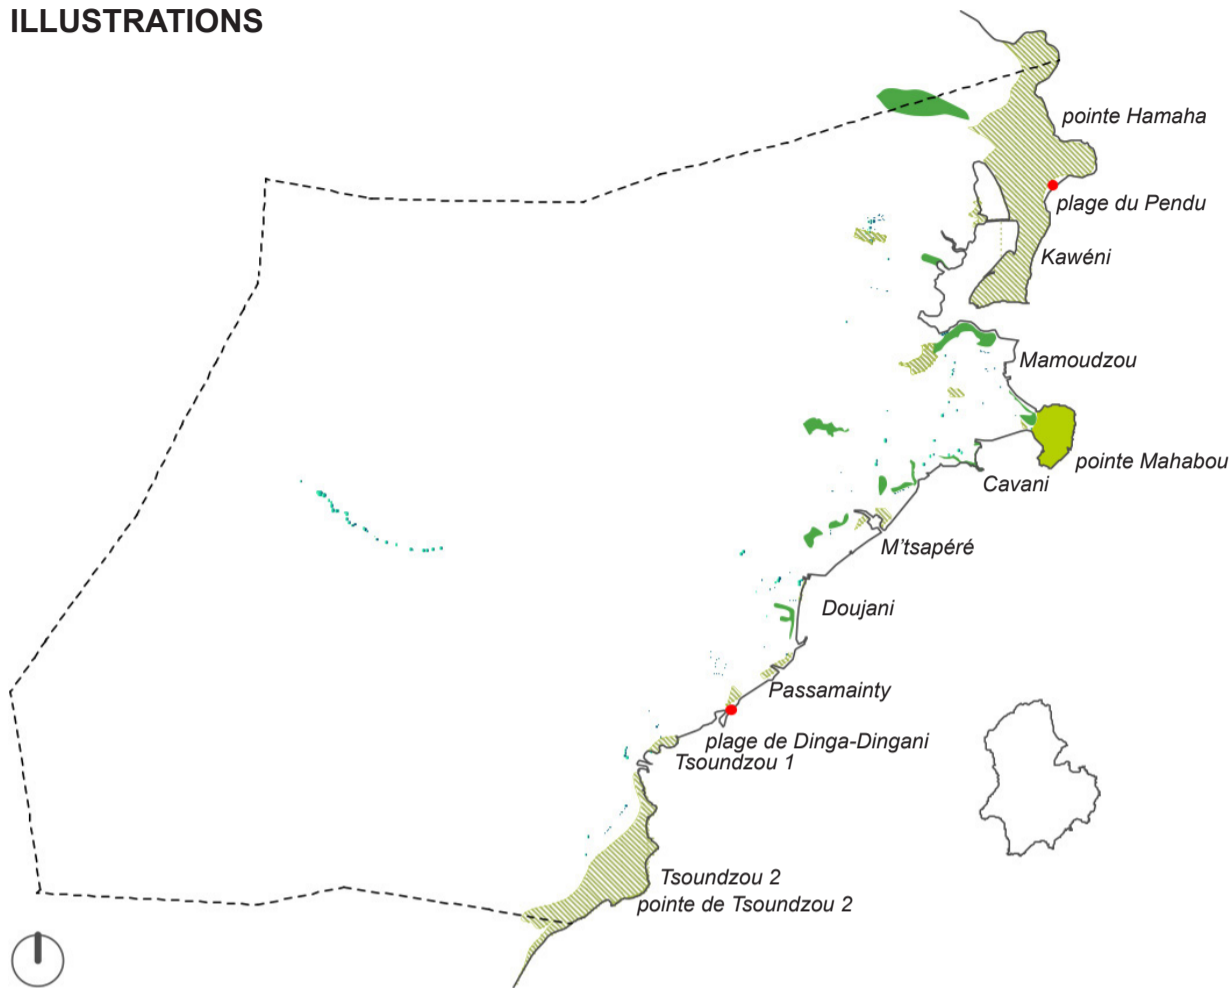 ILLUSTRATIONS
pointe Hamaha
plage du Pendu
Kawéni
Mamoudzou
pointe Mahabou
Cavani
M'tsapéré
Doujani
Passamainty
plage de Dinga-Dingani
Tsoundzou 1
Tsoundzou 2
pointe de Tsoundzou 2